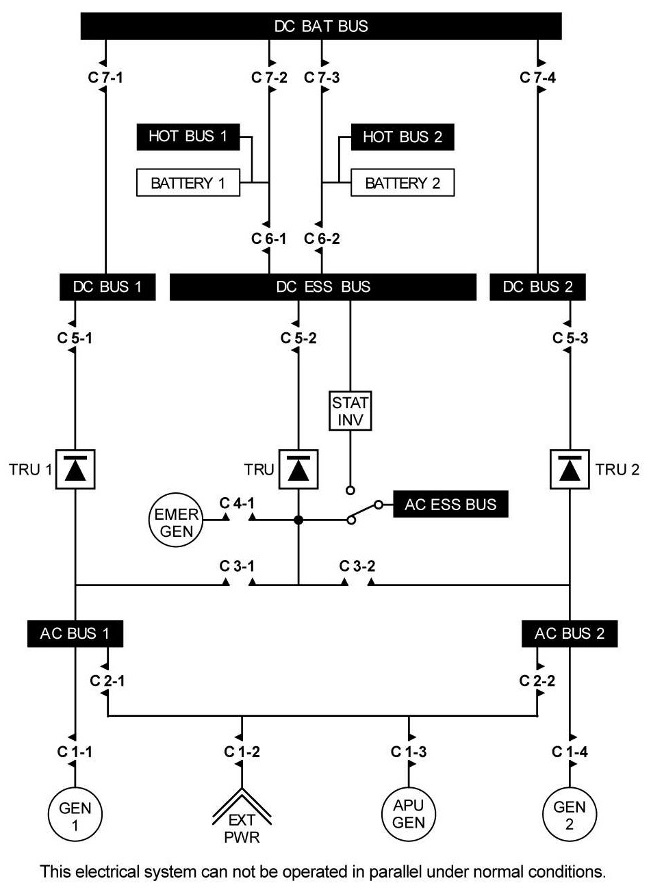 DC BAT BUS
C 7-1 C 7-2 C 7-3 C 7-4
HOT BUS 1 HOT BUS 2
BATTERY 1 BATTERY 2
C 6-1 C 6-2
DC BUS 1 DC ESS BUS DC BUS 2
C 5-1 C 5-2 C 5-3
STAT
INV
TRU 1 TRU TRU 2
C 4-1
AC ESS BUS
EMER
GEN
C 3-1 C 3-2
AC BUS 1 AC BUS 2
C 2-1 C 2-2
C 1-1 C 1-2 C 1-3 C 1-4
GEN
1
EXT
PWR
APU
GEN
GEN
2
This electrical system can not be operated in parallel under normal conditions.